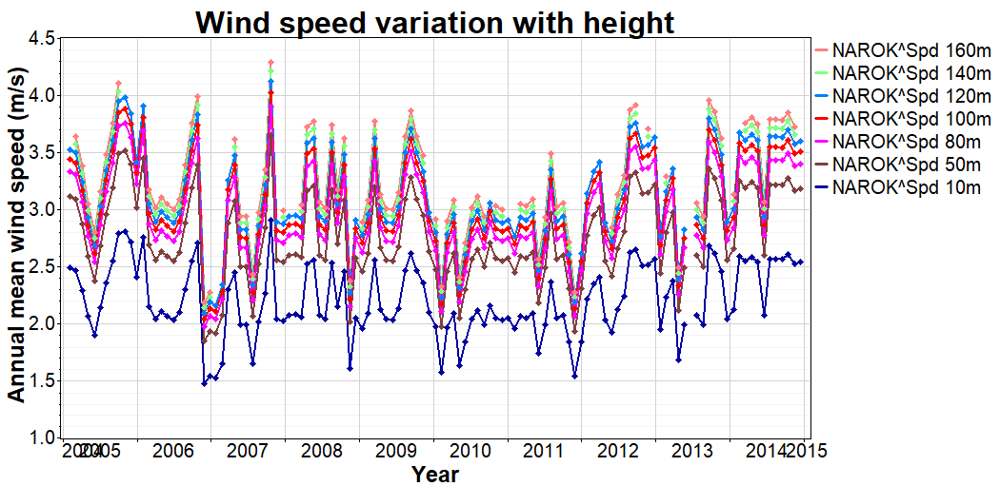 Wind speed variation with height
Annual mean wind speed (m/s)
4.5
4.0
3.5
3.0
2.5
2.0
1.5
1.0
2004 2005 2006 2007 2008 2009 2010 2011 2012 2013 2014 2015
Year
NAROK^Spd 160m
NAROK^Spd 140m
NAROK^Spd 120m
NAROK^Spd 100m
NAROK^Spd 80m
NAROK^Spd 50m
NAROK^Spd 10m